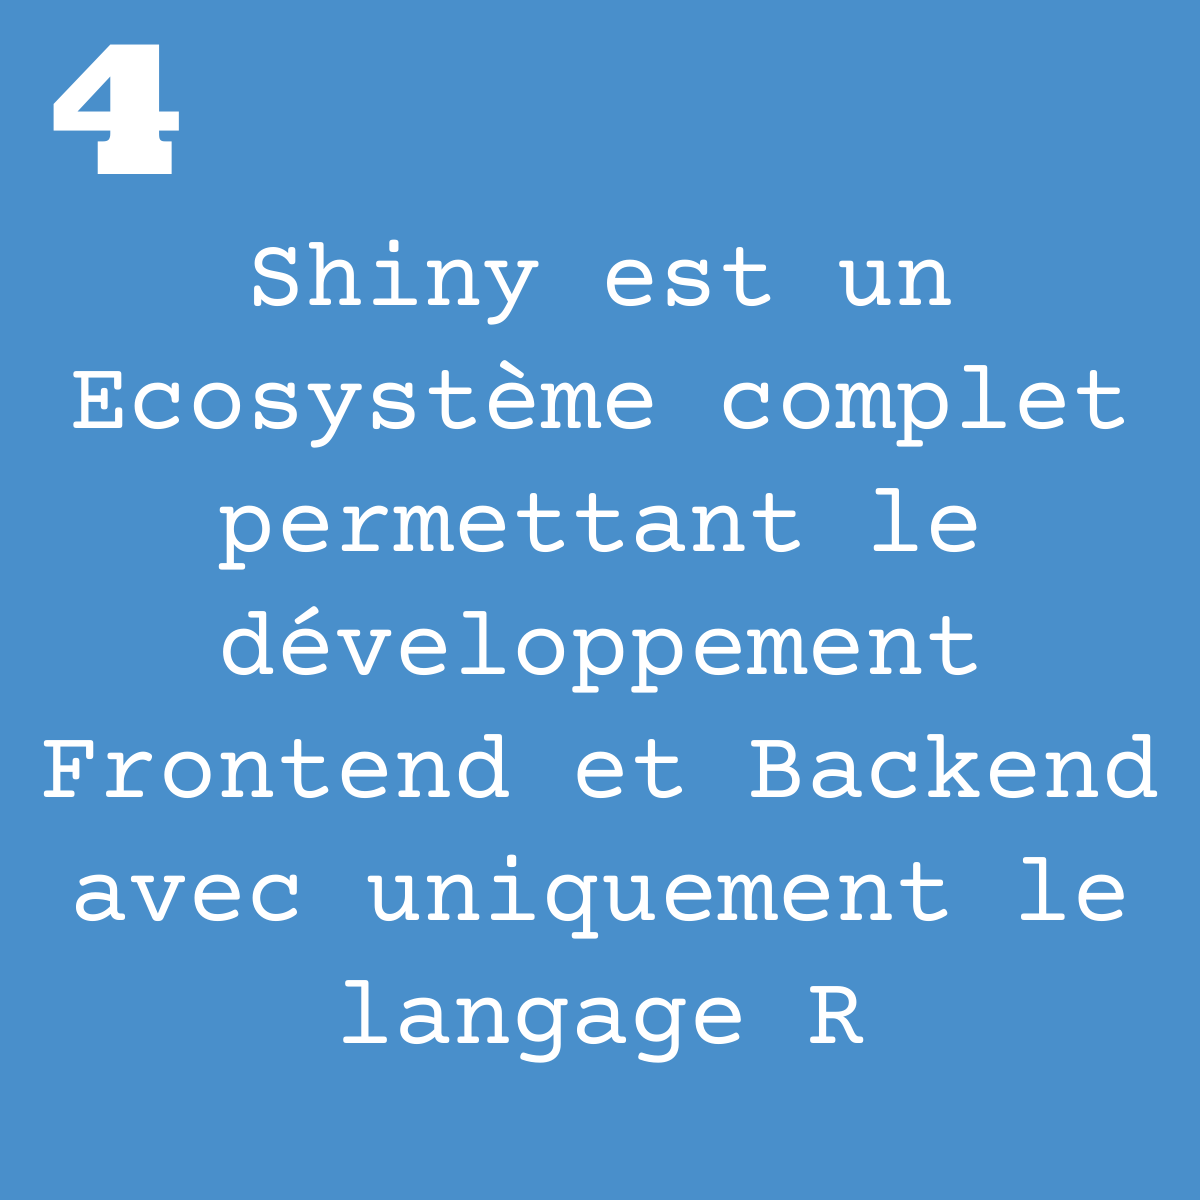 4
Shiny est un
Ecosystème complet
permettant le
développement
Frontend et Backend
avec uniquement le
langage R